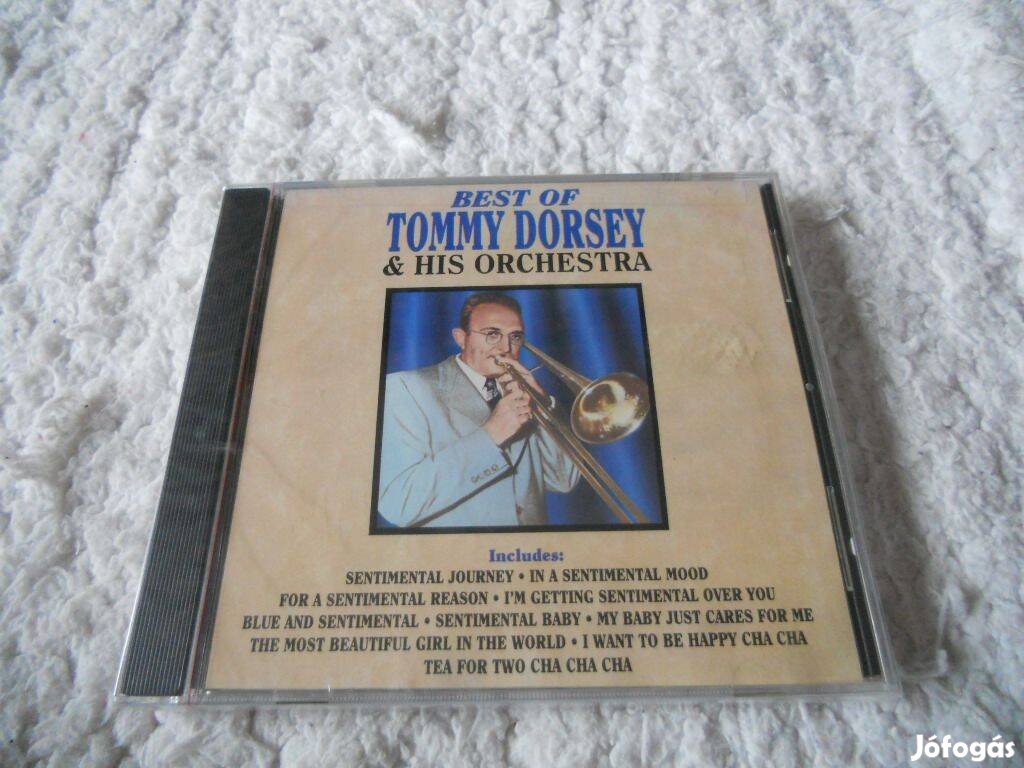 BEST OF
TOMMY DORSEY
& HIS ORCHESTRA
Includes:
SENTIMENTAL JOURNEY • IN A SENTIMENTAL MOOD
FOR A SENTIMENTAL REASON • I'M GETTING SENTIMENTAL OVER YOU
BLUE AND SENTIMENTAL • SENTIMENTAL BABY • MY BABY JUST CARES FOR ME
THE MOST BEAUTIFUL GIRL IN THE WORLD • I WANT TO BE HAPPY CHA CHA
TEA FOR TWO CHA CHA CHA
Jófogás